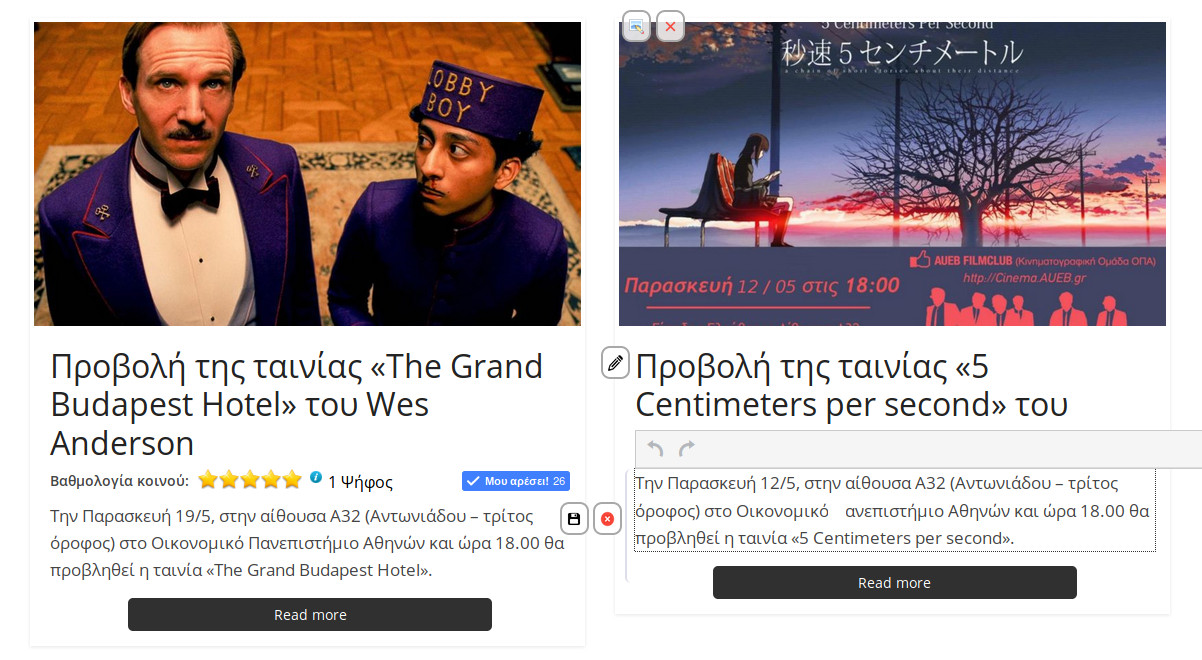 LOBBY
BOY
Προβολή της ταινίας «The Grand
Budapest Hotel» του Wes
Anderson
Βαθμολογία κοινού:
1 Ψήφος
Μου αρέσει! 26
Την Παρασκευή 19/5, στην αίθουσα Α32 (Αντωνιάδου – τρίτος
όροφος) στο Οικονομικό Πανεπιστήμιο Αθηνών και ώρα 18.00 θα
προβληθεί η ταινία «The Grand Budapest Hotel».
Read more
5 Centimeters Per Second
秒速5センチメートル
a chain of short stories about their distance
AUEB FILMCLUB (Κινηματογραφική Ομάδα ΟΠΑ)
http://Cinema.AUEB.gr
Παρασκευή 12 / 05 στις 18:00
Προβολή της ταινίας «5
Centimeters per second» του
Την Παρασκευή 12/5, στην αίθουσα Α32 (Αντωνιάδου – τρίτος
όροφος) στο Οικονομικό ανεπιστήμιο Αθηνών και ώρα 18.00 θα
προβληθεί η ταινία «5 Centimeters per second».
Read more